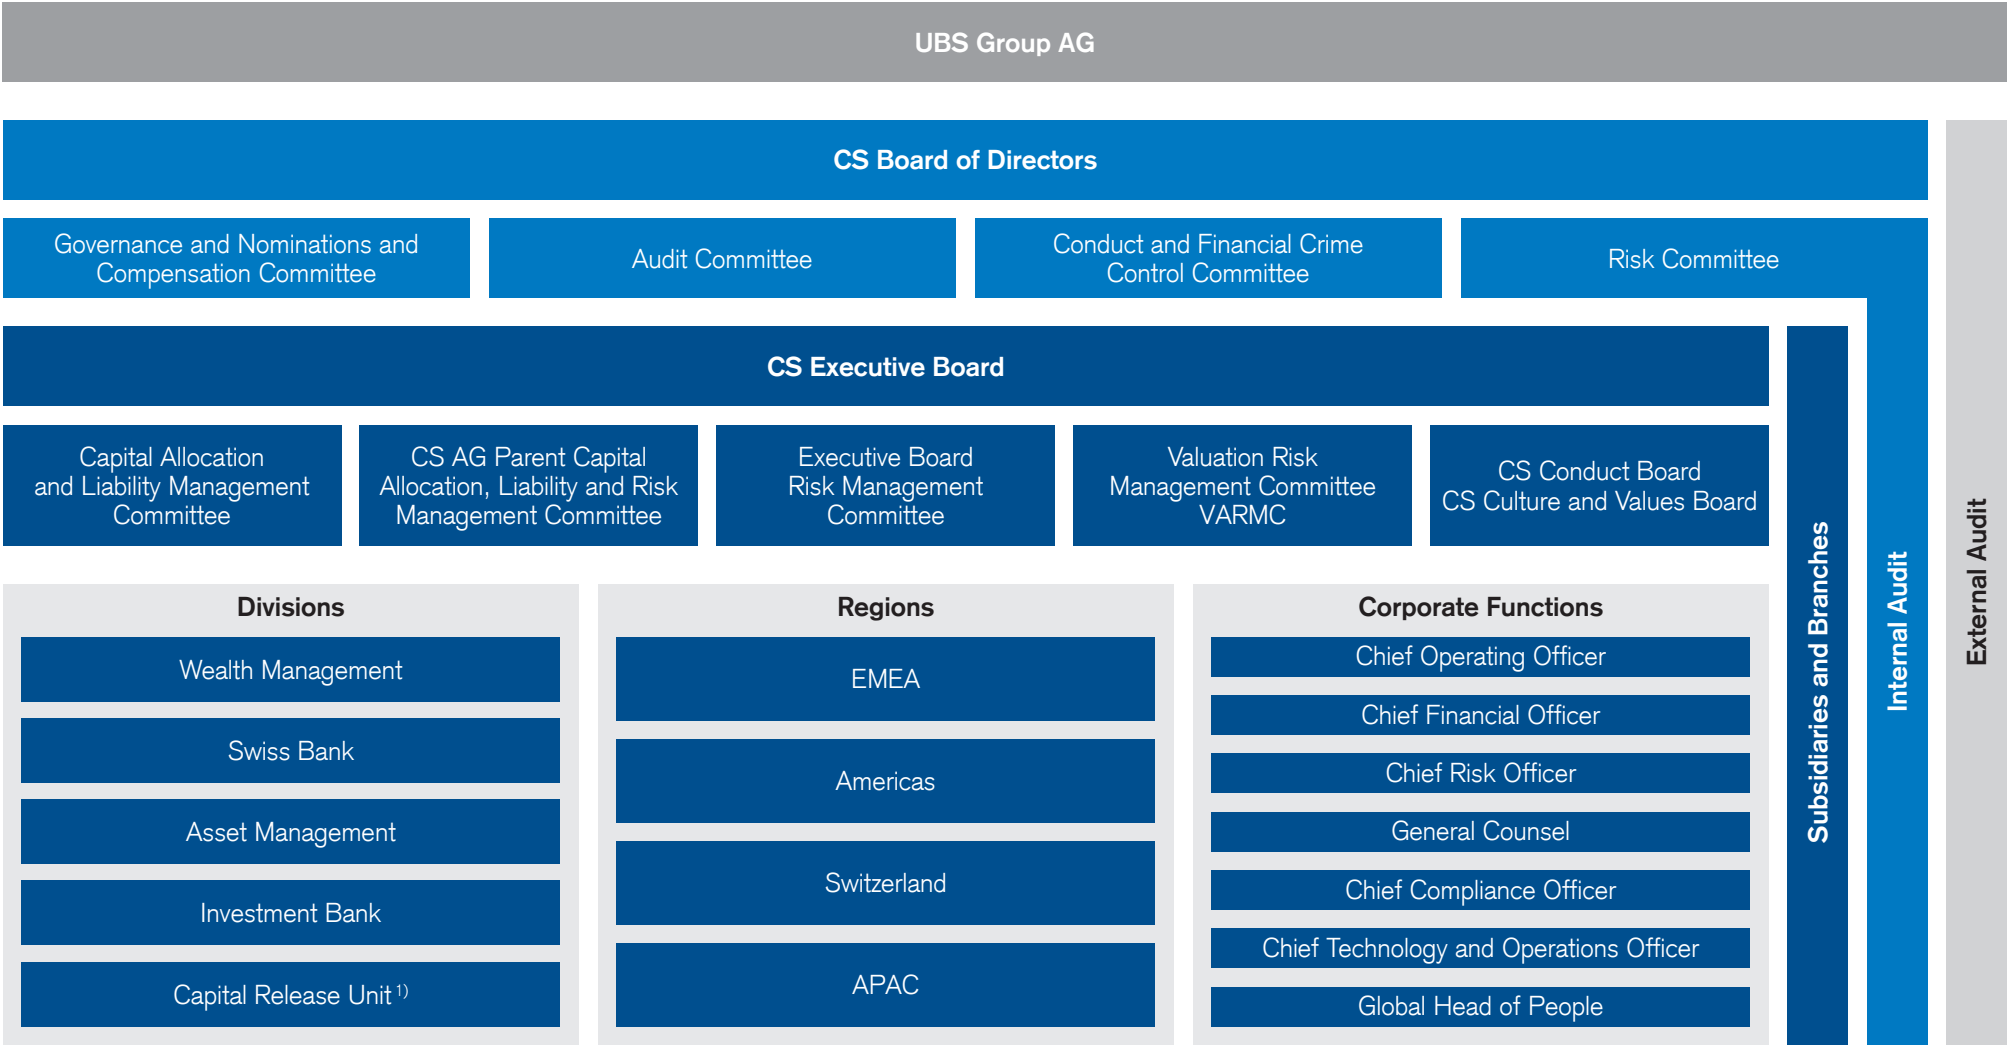 UBS Group AG
CS Board of Directors
Governance and Nominations and
Compensation Committee
Audit Committee
Conduct and Financial Crime
Control Committee
Risk Committee
CS Executive Board
Capital Allocation
and Liability Management
Committee
CS AG Parent Capital
Allocation, Liability and Risk
Management Committee
Executive Board
Risk Management
Committee
Valuation Risk
Management Committee
VARMC
CS Conduct Board
CS Culture and Values Board
Divisions
Wealth Management
Swiss Bank
Asset Management
Investment Bank
Capital Release Unit 1)
Regions
EMEA
Americas
Switzerland
APAC
Corporate Functions
Chief Operating Officer
Chief Financial Officer
Chief Risk Officer
General Counsel
Chief Compliance Officer
Chief Technology and Operations Officer
Global Head of People
Subsidiaries and Branches
Internal Audit
External Audit